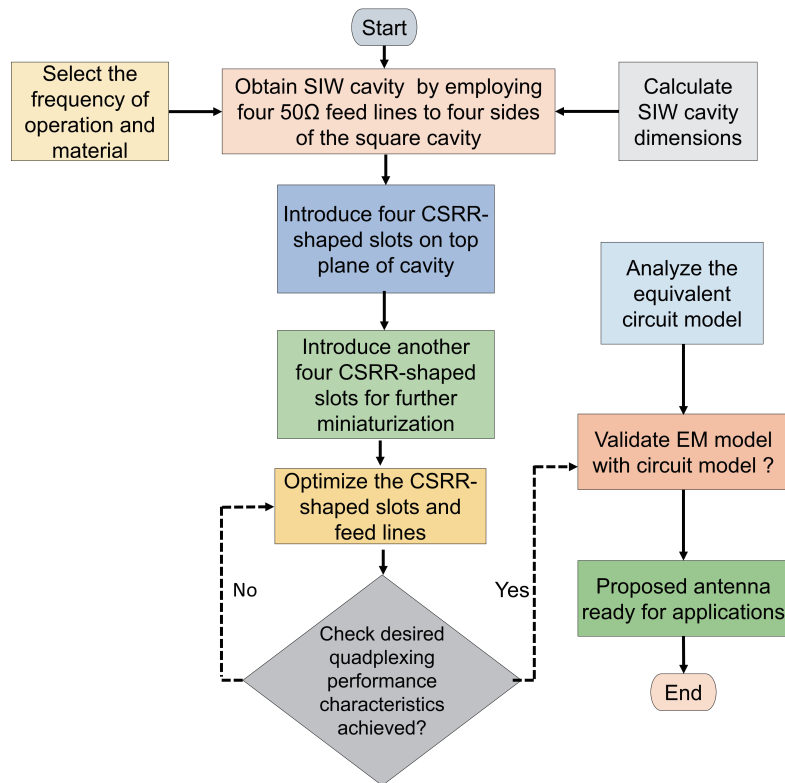 Start
Select the
frequency of
operation and
material
Obtain SIW cavity by employing
four 50Ω feed lines to four sides
of the square cavity
Calculate
SIW cavity
dimensions
Introduce four CSRR-
shaped slots on top
plane of cavity
Introduce another
four CSRR-shaped
slots for further
miniaturization
Optimize the CSRR-
shaped slots and
feed lines
No
Check desired
quadplexing
performance
characteristics
achieved?
Yes
Analyze the
equivalent
circuit model
Validate EM model
with circuit model ?
Proposed antenna
ready for applications
End